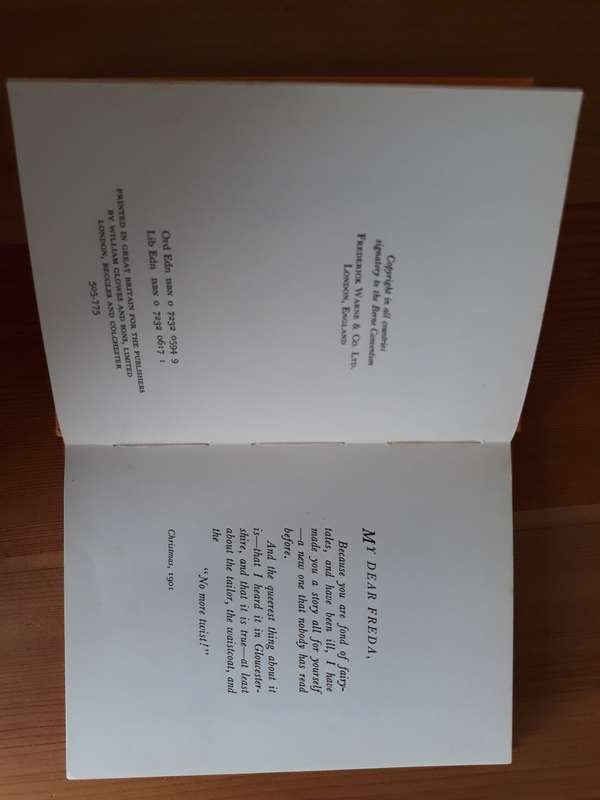 Copyright in all countries
signatory to the Berne Convention
FREDERICK WARNE & CO. LTD.
LONDON, ENGLAND
Ord Edn ISBN 0 7232 0594 9
Lib Edn ISBN 0 7232 0617 1
PRINTED IN GREAT BRITAIN FOR THE PUBLISHERS
BY WILLIAM CLOWES AND SONS, LIMITED
LONDON, BECCLES AND COLCHESTER
505.775
MY DEAR FREDA,
Because you are fond of fairy-
tales, and have been ill, I have
made you a story all for yourself
—a new one that nobody has read
before.
And the queerest thing about it
is—that I heard it in Gloucester-
shire, and that it is true—at least
about the tailor, the waistcoat, and
the
"No more twist!"
Christmas, 1901